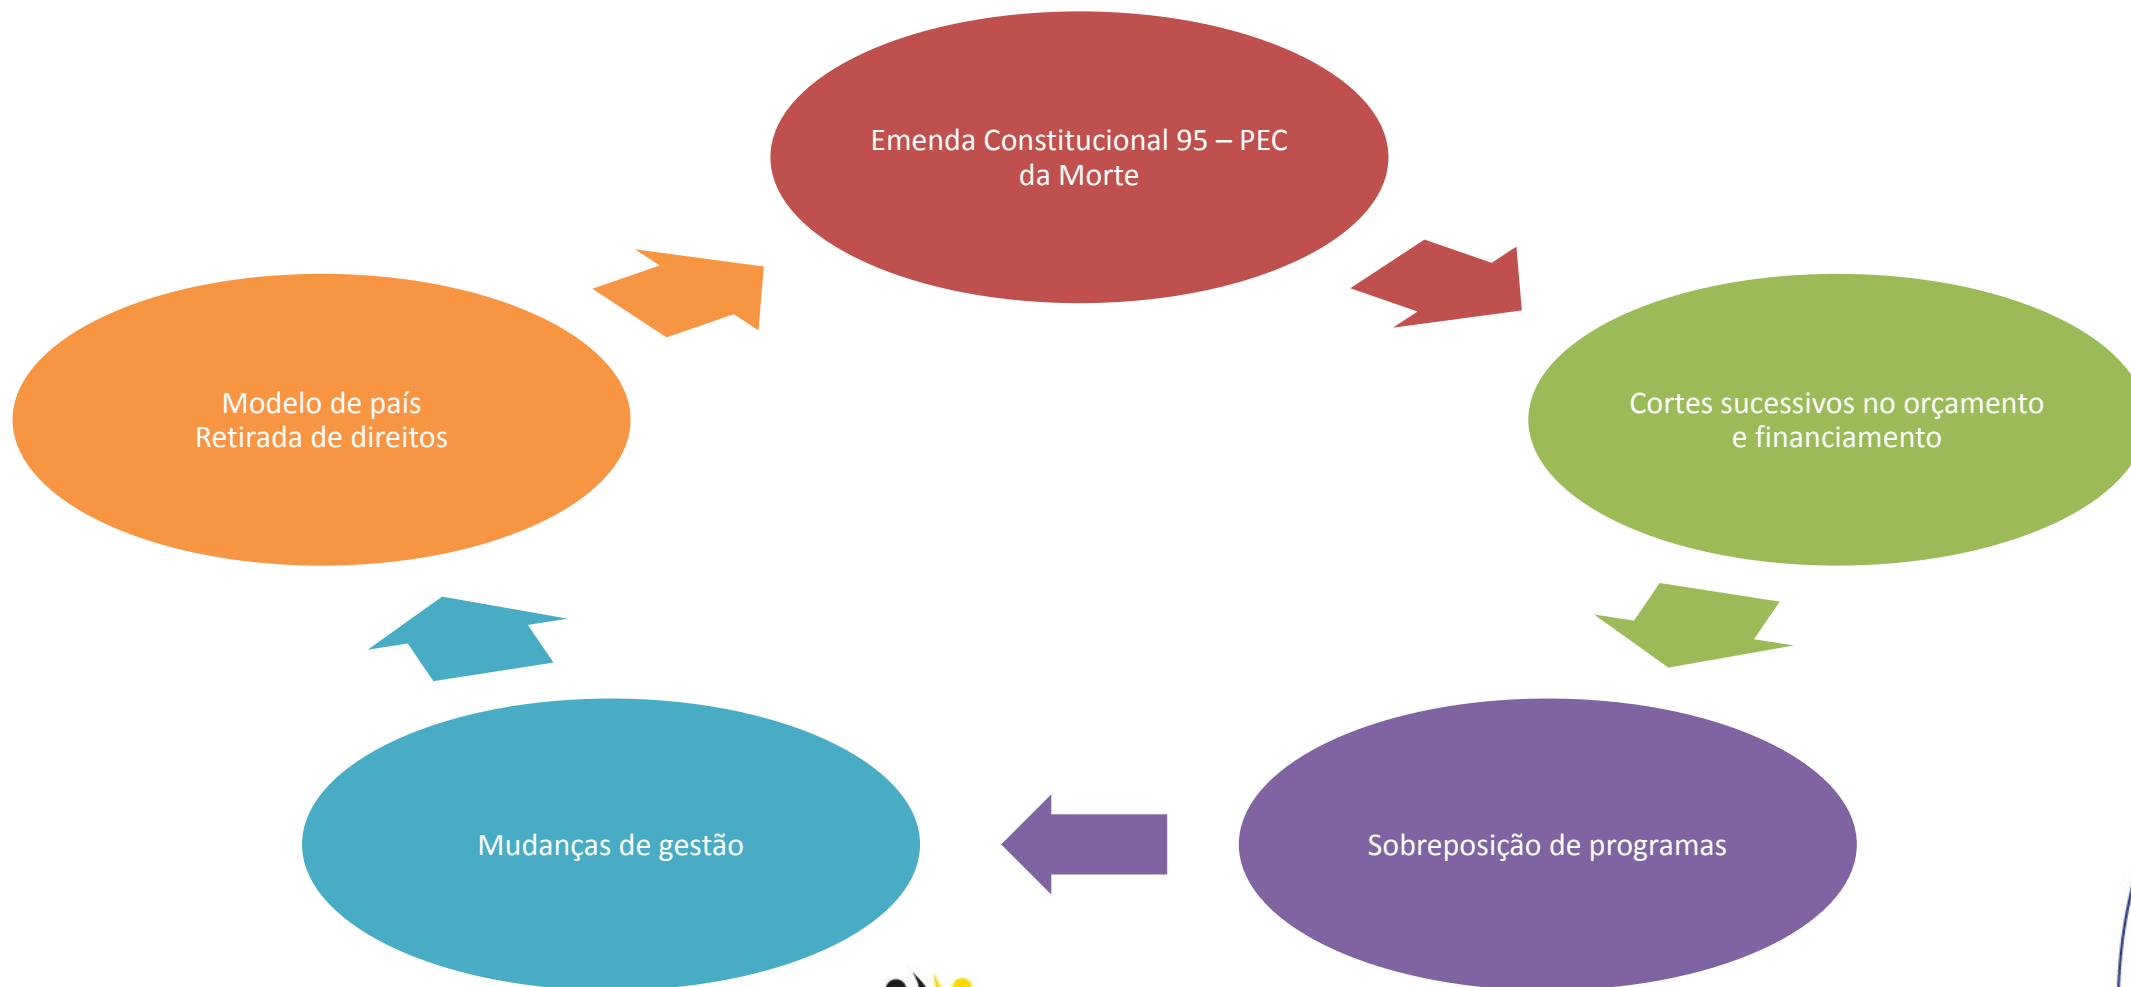 Emenda Constitucional 95 – PEC
da Morte
Cortes sucessivos no orçamento
e financiamento
Sobreposição de programas
Mudanças de gestão
Modelo de país
Retirada de direitos